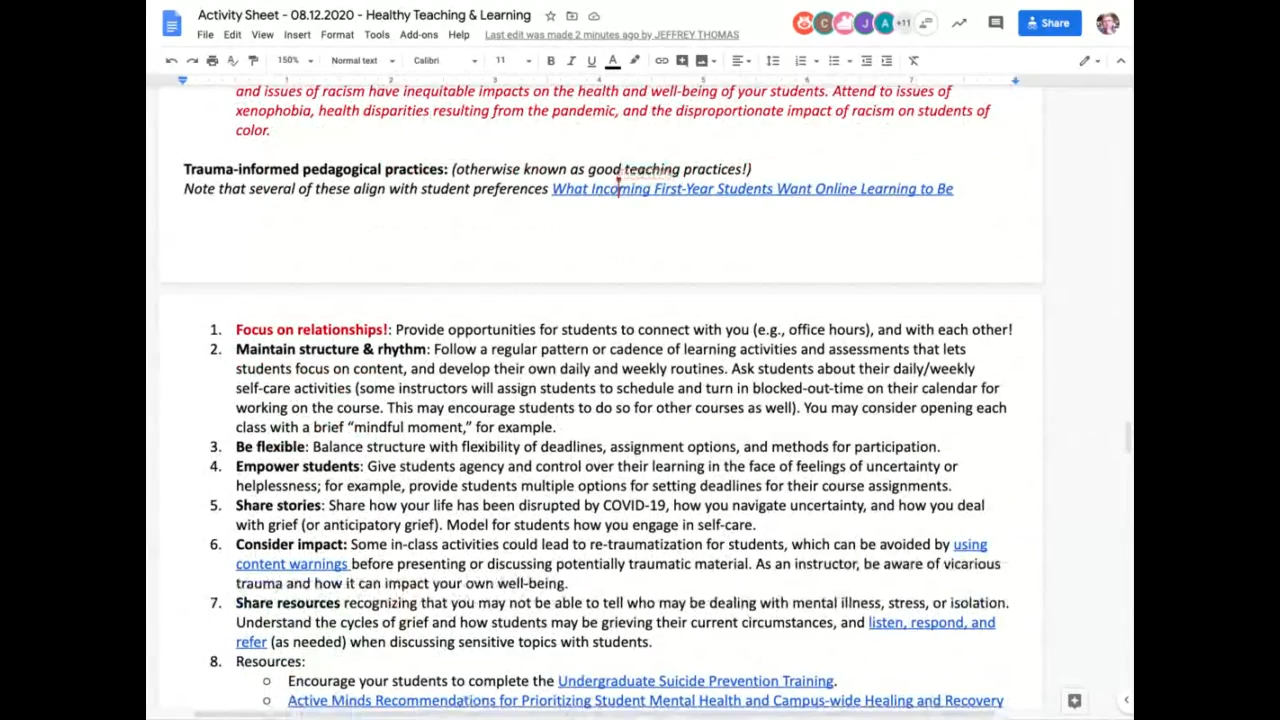 Activity Sheet - 08.12.2020 - Healthy Teaching & Learning
C J A +11 Share
File Edit View Insert Format Tools Add-ons Help Last edit was made 2 minutes ago by JEFFREY THOMAS
150% Normal text Calibri 11 B I U A
1 2 3 4 5 6 7
and issues of racism have inequitable impacts on the health and well-being of your students. Attend to issues of
xenophobia, health disparities resulting from the pandemic, and the disproportionate impact of racism on students of
color.
Trauma-informed pedagogical practices: (otherwise known as good teaching practices!)
Note that several of these align with student preferences What Incoming First-Year Students Want Online Learning to Be
1. Focus on relationships!: Provide opportunities for students to connect with you (e.g., office hours), and with each other!
2. Maintain structure & rhythm: Follow a regular pattern or cadence of learning activities and assessments that lets
students focus on content, and develop their own daily and weekly routines. Ask students about their daily/weekly
self-care activities (some instructors will assign students to schedule and turn in blocked-out-time on their calendar for
working on the course. This may encourage students to do so for other courses as well). You may consider opening each
class with a brief “mindful moment,” for example.
3. Be flexible: Balance structure with flexibility of deadlines, assignment options, and methods for participation.
4. Empower students: Give students agency and control over their learning in the face of feelings of uncertainty or
helplessness; for example, provide students multiple options for setting deadlines for their course assignments.
5. Share stories: Share how your life has been disrupted by COVID-19, how you navigate uncertainty, and how you deal
with grief (or anticipatory grief). Model for students how you engage in self-care.
6. Consider impact: Some in-class activities could lead to re-traumatization for students, which can be avoided by using
content warnings before presenting or discussing potentially traumatic material. As an instructor, be aware of vicarious
trauma and how it can impact your own well-being.
7. Share resources recognizing that you may not be able to tell who may be dealing with mental illness, stress, or isolation.
Understand the cycles of grief and how students may be grieving their current circumstances, and listen, respond, and
refer (as needed) when discussing sensitive topics with students.
8. Resources:
○ Encourage your students to complete the Undergraduate Suicide Prevention Training.
○ Active Minds Recommendations for Prioritizing Student Mental Health and Campus-wide Healing and Recovery